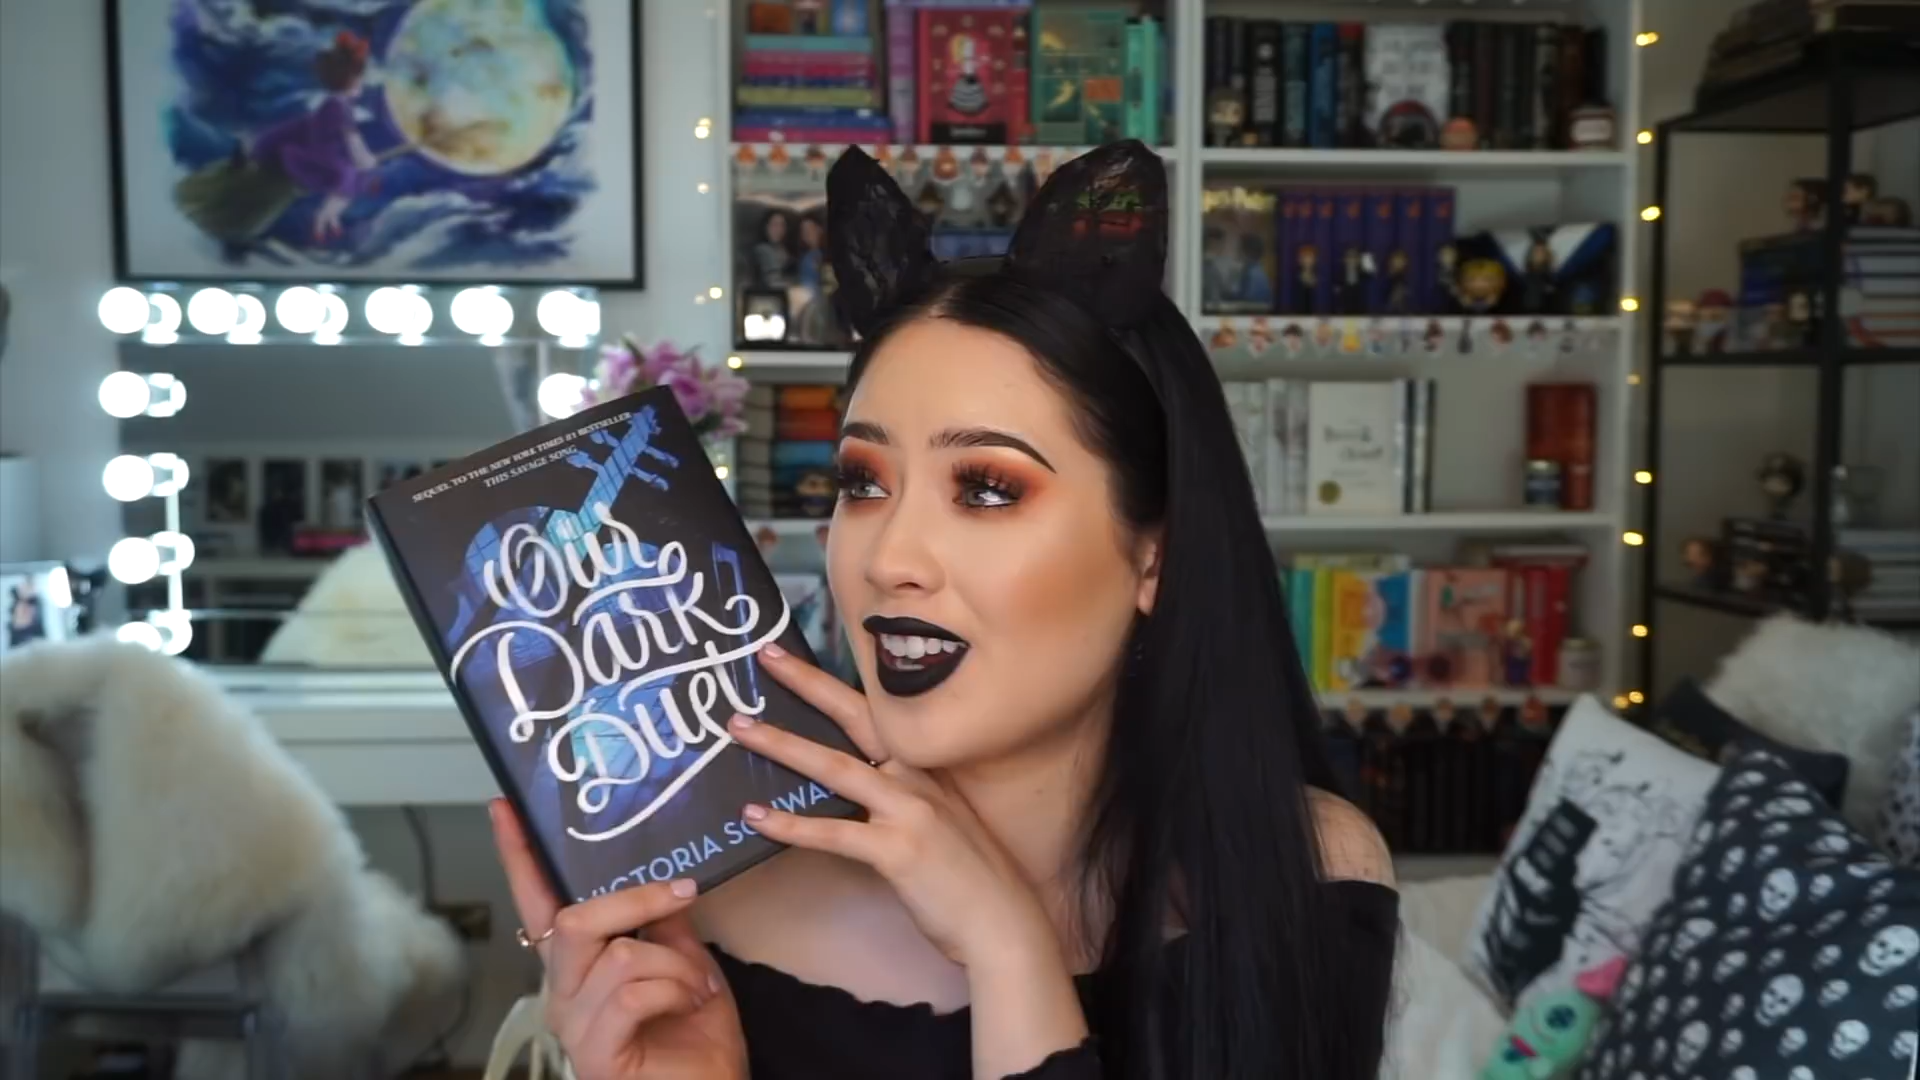 SEQUEL TO THE NEW YORK TIMES #1 BESTSELLER
THIS SAVAGE SONG
Our
Dark
Duet
VICTORIA